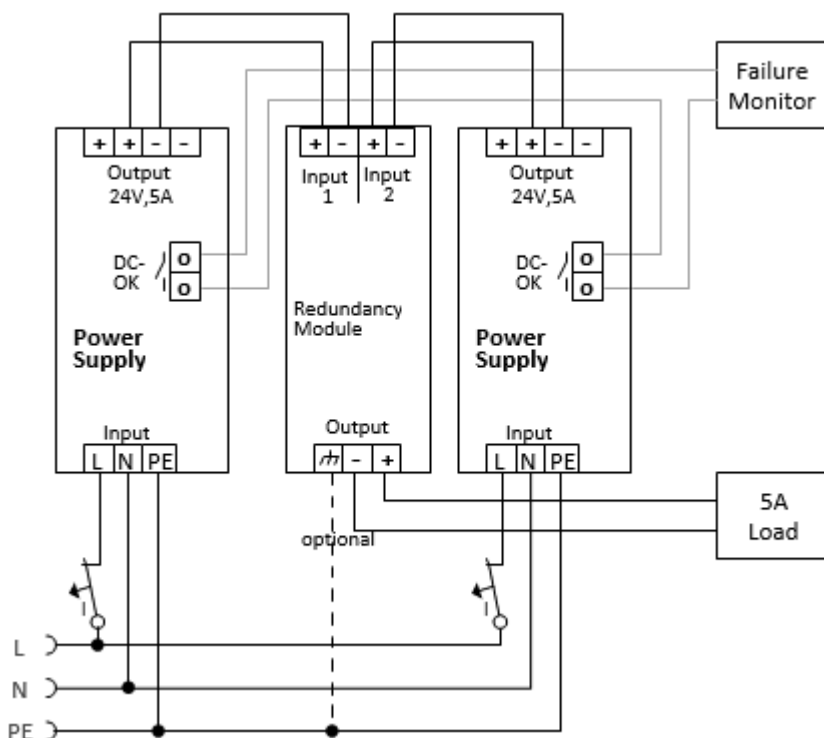 Failure
Monitor
+ + - -
Output
24V,5A
DC-
OK
O
O
Power
Supply
Input
L N PE
+ - + -
Input
1
Input
2
Redundancy
Module
Output
- +
optional
+ + - -
Output
24V,5A
DC-
OK
O
O
Power
Supply
Input
L N PE
5A
Load
L
N
PE